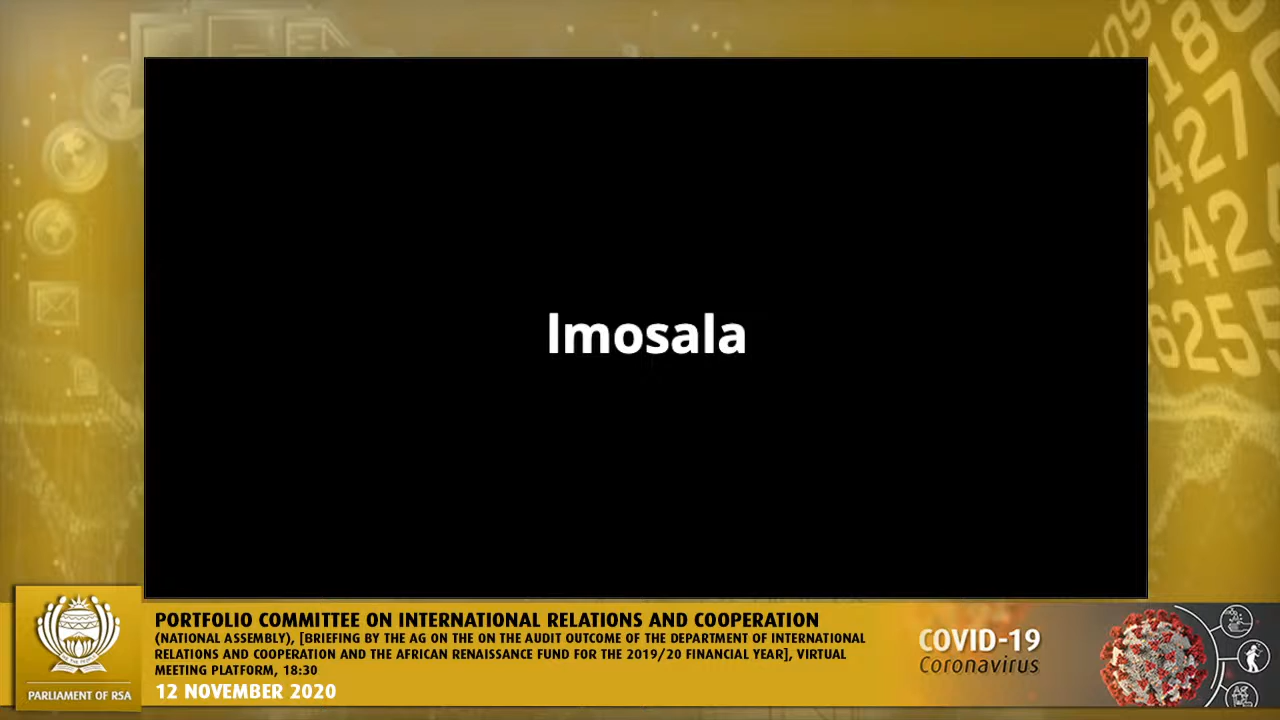 lmosala
PORTFOLIO COMMITTEE ON INTERNATIONAL RELATIONS AND COOPERATION
(NATIONAL ASSEMBLY), [BRIEFING BY THE AG ON THE ON THE AUDIT OUTCOME OF THE DEPARTMENT OF INTERNATIONAL
RELATIONS AND COOPERATION AND THE AFRICAN RENAISSANCE FUND FOR THE 2019/20 FINANCIAL YEAR], VIRTUAL
MEETING PLATFORM, 18:30
12 NOVEMBER 2020
PARLIAMENT OF RSA
COVID-19
Coronavirus